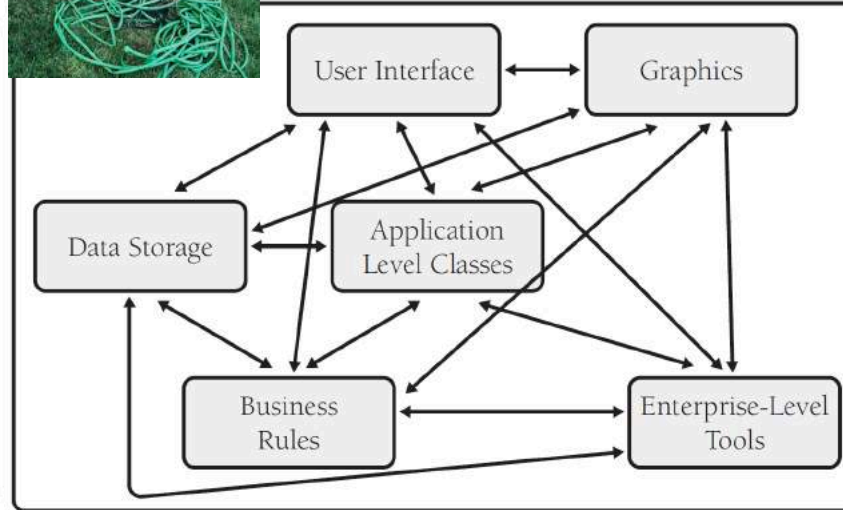 User Interface
Graphics
Data Storage
Application
Level Classes
Business
Rules
Enterprise-Level
Tools